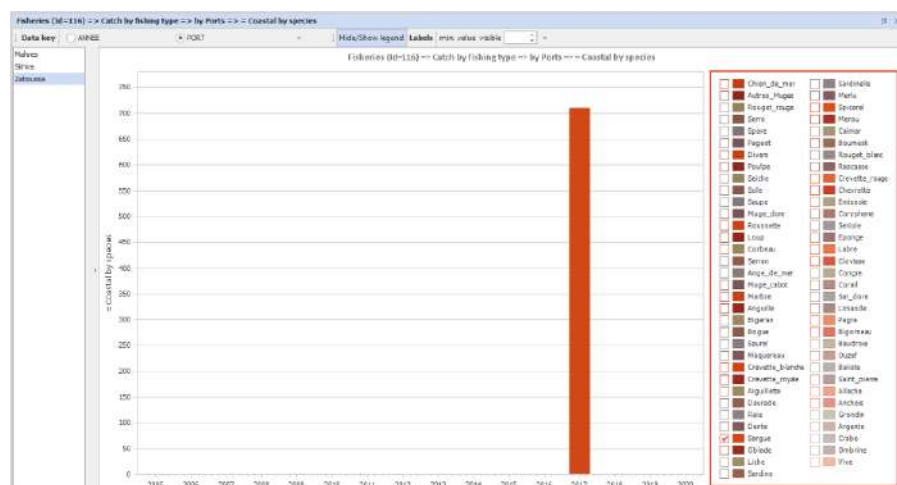 Fisheries (Id=116) => Catch by fishing type => by Ports => = Coastal by species
Data key ANNEE PORT Hide/Show legend Labels min. value visible
Mahres
Skhira
Zabousa
Fisheries (Id=116) => Catch by fishing type => by Ports => = Coastal by species
= Coastal by species
750
700
650
600
550
500
450
400
350
300
250
200
150
100
50
0
2005 2006 2007 2008 2009 2010 2011 2012 2013 2014 2015 2016 2017 2018 2019 2020
Chien_de_mer Sardinelle
Autres_Muges Merlu
Rouget_rouge Spicarel
Serre Merou
Spare Calmar
Pageot
Divers Rouget_blanc
Poulpe Rascasse
Seiche Crevette_rouge
Solle Chevrette
Saupe Emissole
Muge_dore Coryphene
Roussette Seriole
Loup Eponge
Corbeau Labre
Serran Clovisse
Ange_de_mer Congre
Muge_cabot Corail
Marbre Sar_dore
Anguille Limande
Bigaran Pagre
Bogue Bigorneau
Saurel Baudroie
Maquereau Ouzef
Crevette_blanche Baliste
Crevette_royale Saint_pierre
Aiguillette Allache
Daurade Anchois
Raie Grondin
Dente Argente
Sargue Crabe
Oblade Ombrine
Liche Vive
Sardine